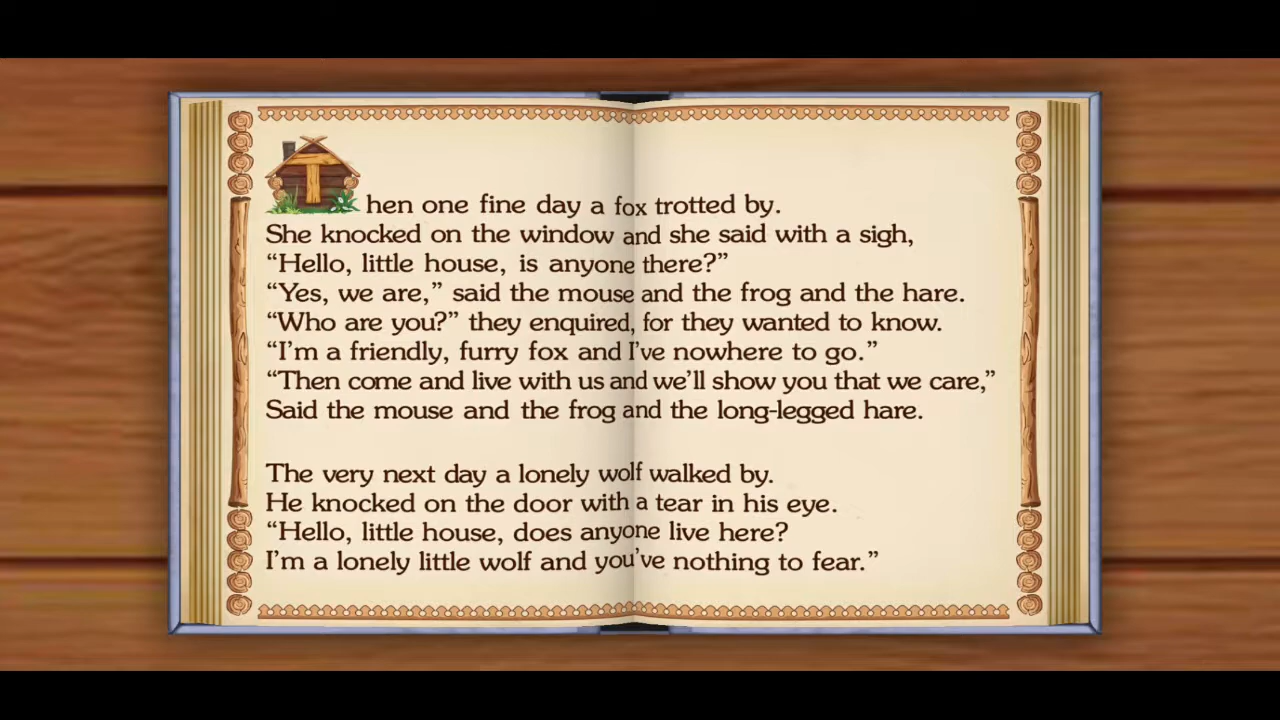 Then one fine day a fox trotted by.
She knocked on the window and she said with a sigh,
“Hello, little house, is anyone there?”
“Yes, we are,” said the mouse and the frog and the hare.
“Who are you?” they enquired, for they wanted to know.
“I’m a friendly, furry fox and I’ve nowhere to go.”
“Then come and live with us and we’ll show you that we care,”
Said the mouse and the frog and the long-legged hare.
The very next day a lonely wolf walked by.
He knocked on the door with a tear in his eye.
“Hello, little house, does anyone live here?
I’m a lonely little wolf and you’ve nothing to fear.”